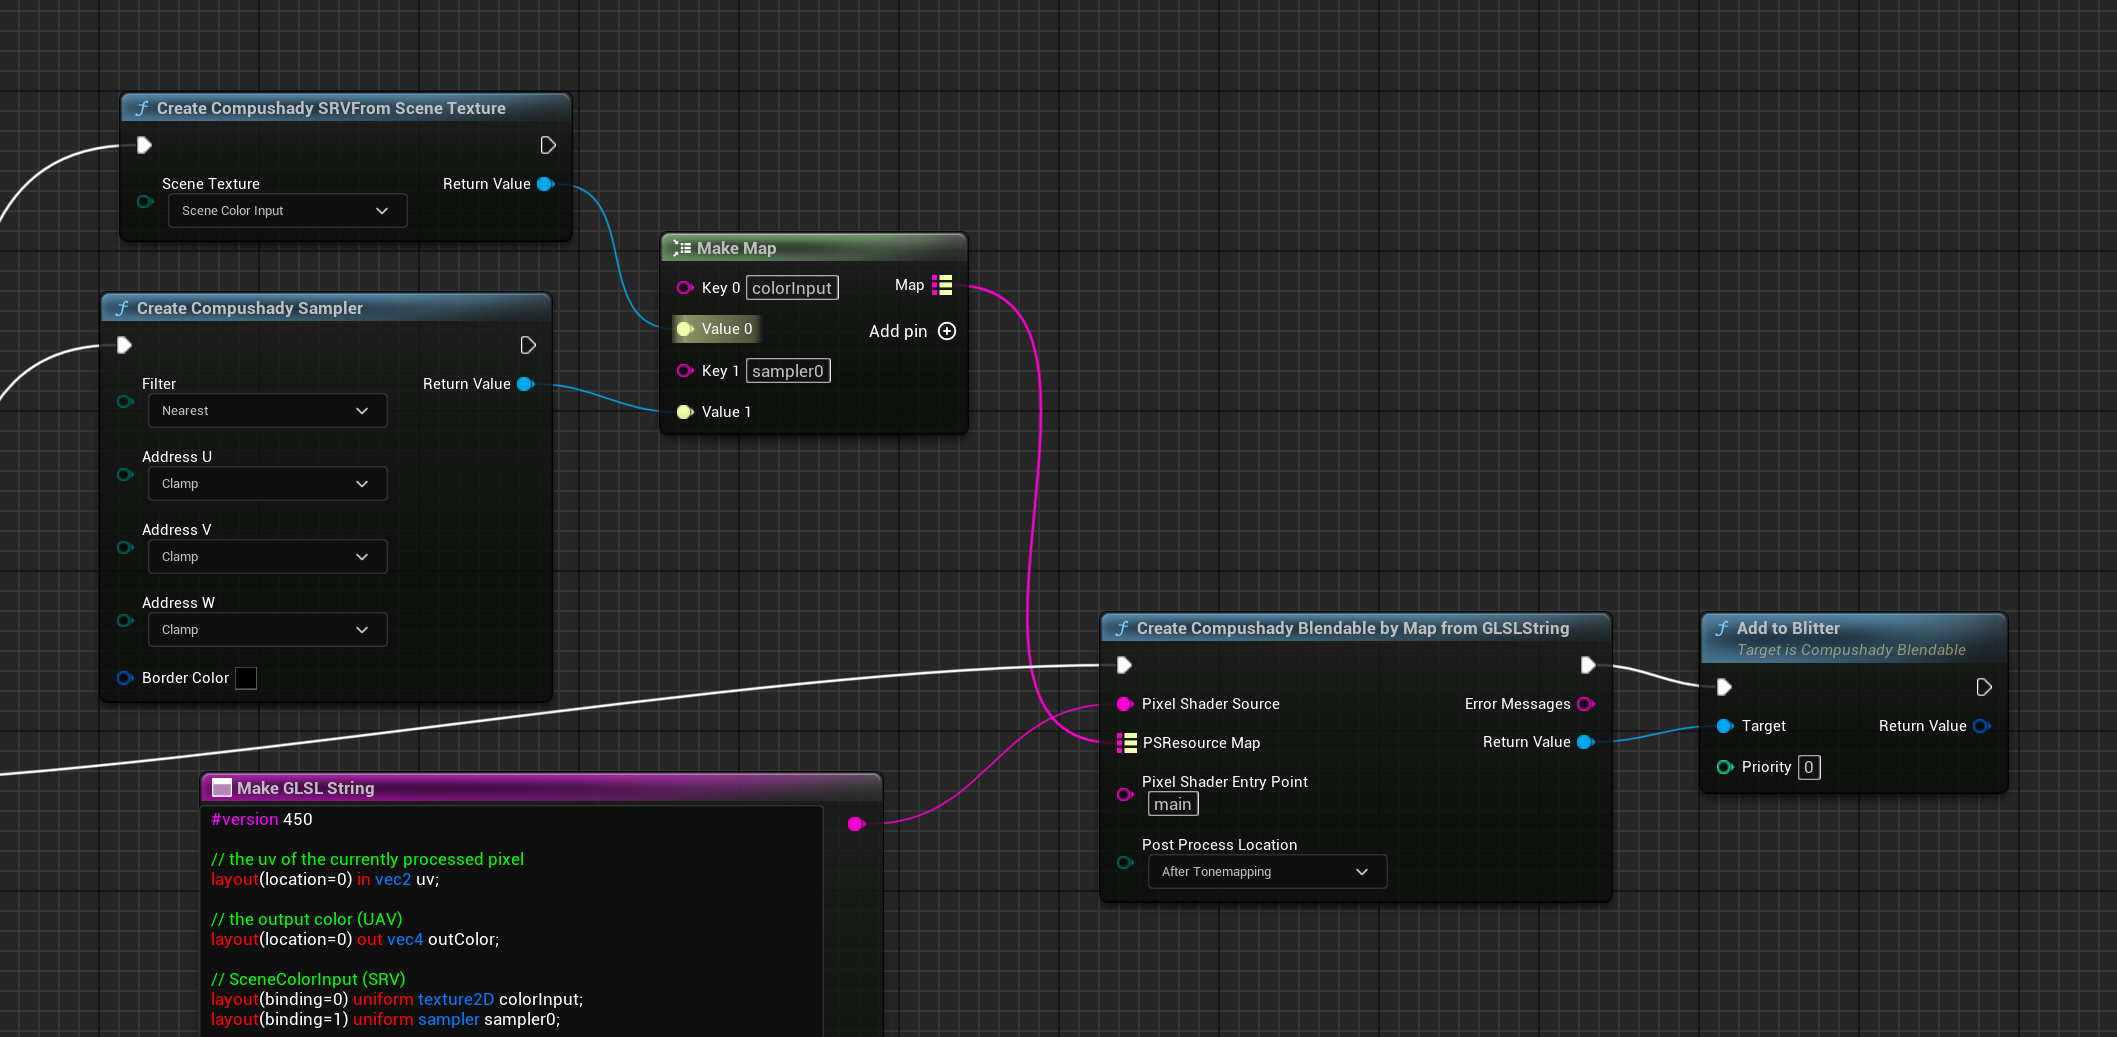 Create Compushady SRVFrom Scene Texture
Scene Texture
Scene Color Input
Return Value
Create Compushady Sampler
Filter
Nearest
Return Value
Address U
Clamp
Address V
Clamp
Address W
Clamp
Border Color
Make Map
Key 0 colorInput
Map
Value 0
Add pin
Key 1 sampler0
Value 1
Make GLSL String
#version 450
// the uv of the currently processed pixel
layout(location=0) in vec2 uv;
// the output color (UAV)
layout(location=0) out vec4 outColor;
// SceneColorInput (SRV)
layout(binding=0) uniform texture2D colorInput;
layout(binding=1) uniform sampler sampler0;
Create Compushady Blendable by Map from GLSLString
Pixel Shader Source
Error Messages
PSResource Map
Return Value
Pixel Shader Entry Point
main
Post Process Location
After Tonemapping
Add to Blitter
Target is Compushady Blendable
Target
Return Value
Priority 0